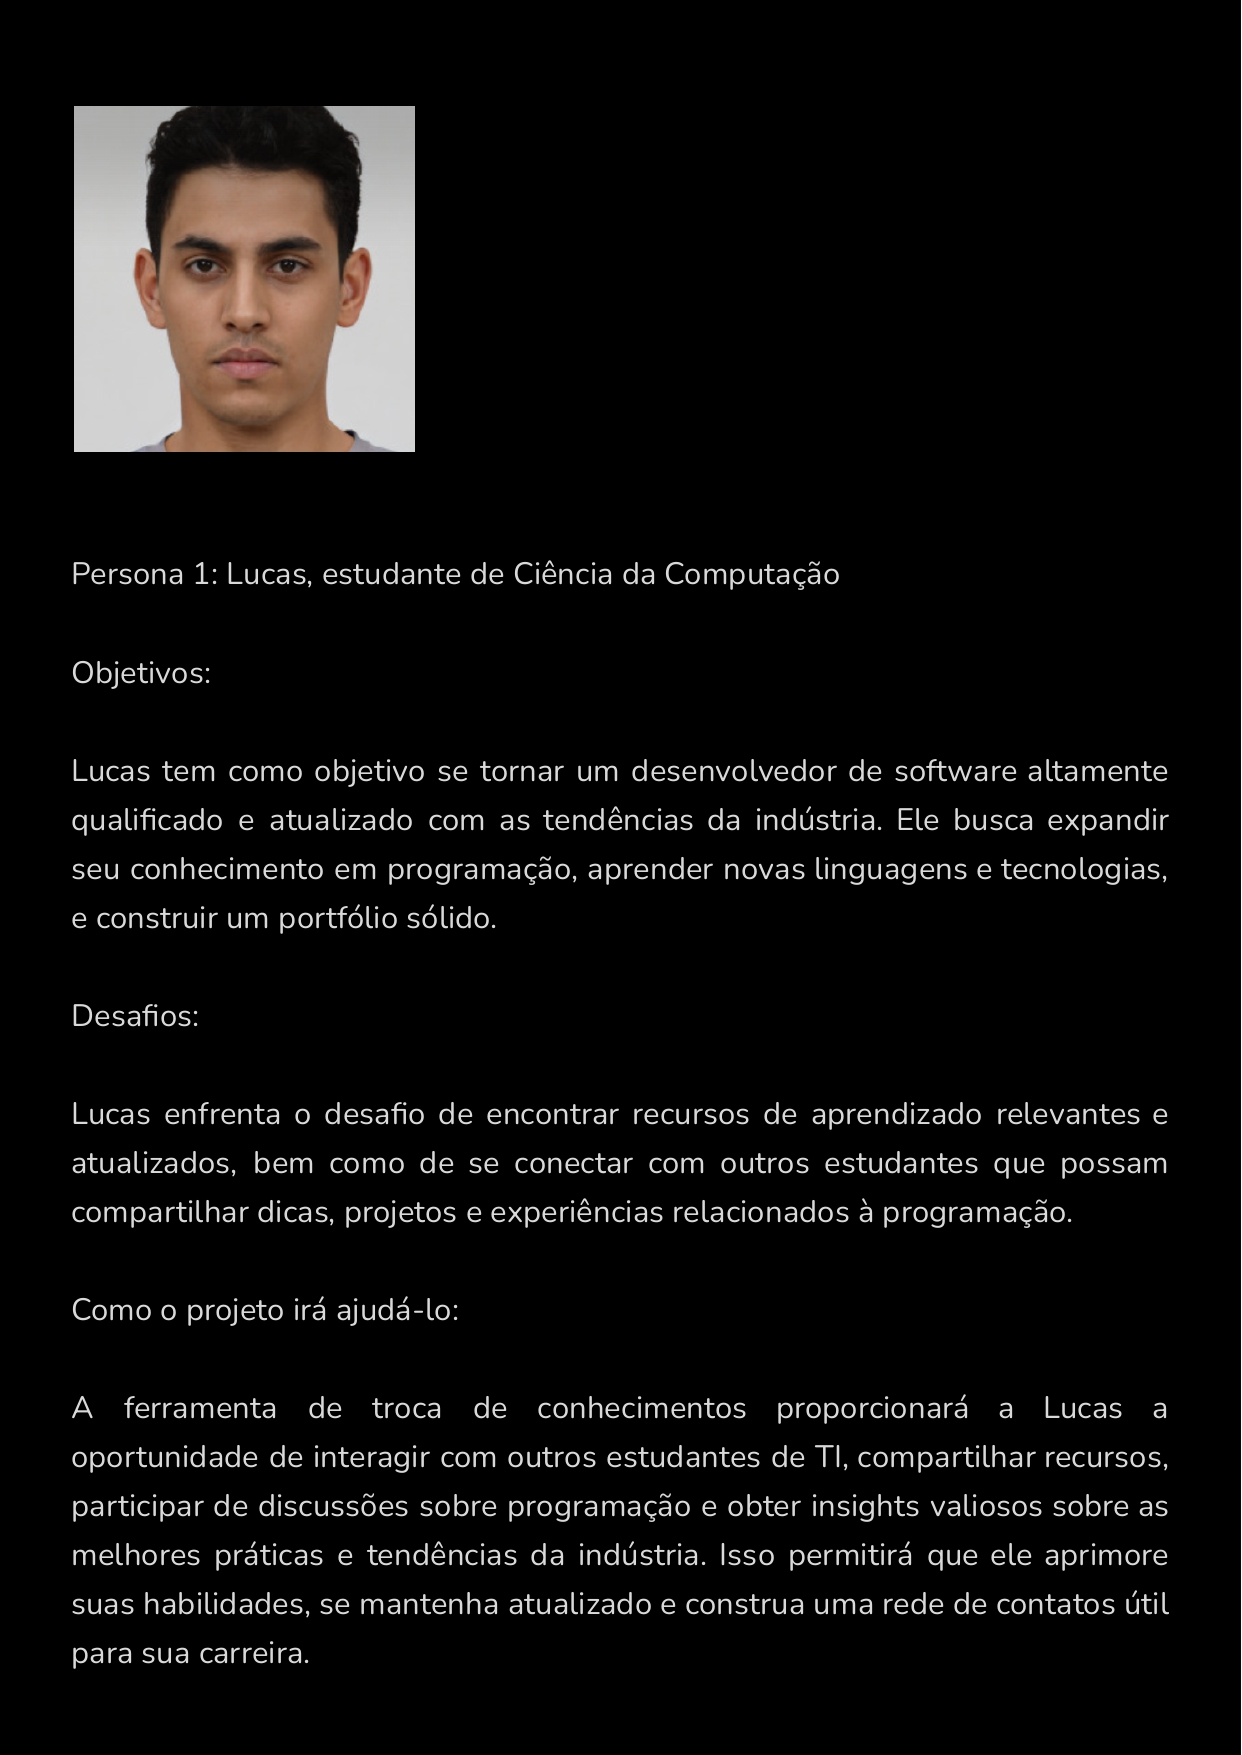 Persona 1: Lucas, estudante de Ciência da Computação
Objetivos:
Lucas tem como objetivo se tornar um desenvolvedor de software altamente
qualificado e atualizado com as tendências da indústria. Ele busca expandir
seu conhecimento em programação, aprender novas linguagens e tecnologias,
e construir um portfólio sólido.
Desafios:
Lucas enfrenta o desafio de encontrar recursos de aprendizado relevantes e
atualizados, bem como de se conectar com outros estudantes que possam
compartilhar dicas, projetos e experiências relacionados à programação.
Como o projeto irá ajudá-lo:
A ferramenta de troca de conhecimentos proporcionará a Lucas a
oportunidade de interagir com outros estudantes de TI, compartilhar recursos,
participar de discussões sobre programação e obter insights valiosos sobre as
melhores práticas e tendências da indústria. Isso permitirá que ele aprimore
suas habilidades, se mantenha atualizado e construa uma rede de contatos útil
para sua carreira.